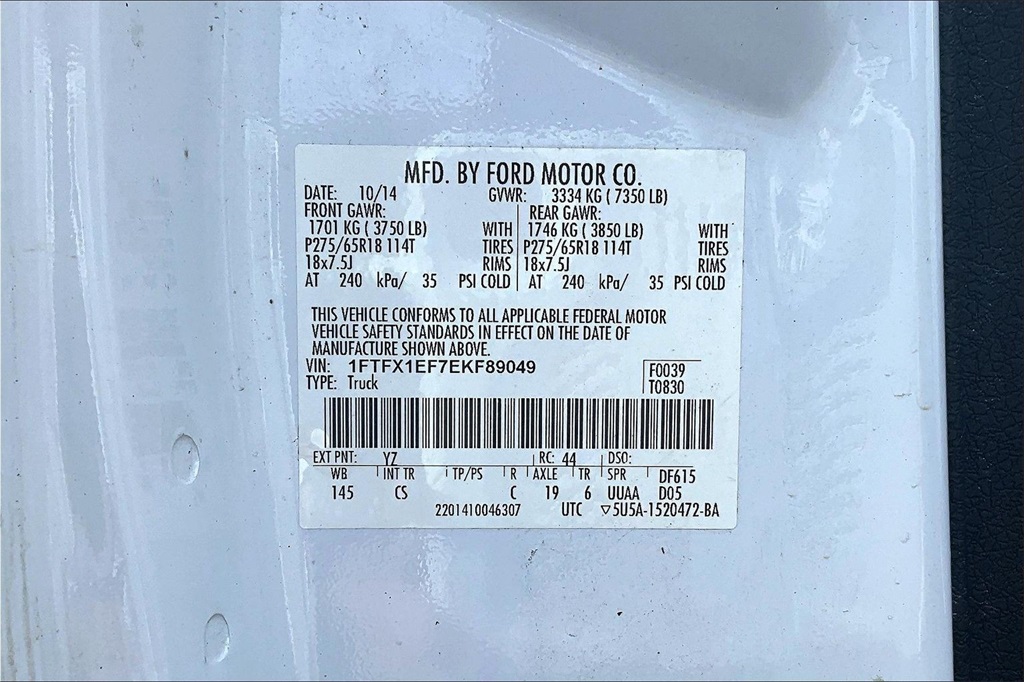 MFD. BY FORD MOTOR CO.
DATE: 10/14 GVWR: 3334 KG ( 7350 LB)
FRONT GAWR: REAR GAWR:
1701 KG ( 3750 LB) WITH 1746 KG ( 3850 LB) WITH
P275/65R18 114T TIRES P275/65R18 114T TIRES
18x7.5J RIMS 18x7.5J RIMS
AT 240 kPa/ 35 PSI COLD AT 240 kPa/ 35 PSI COLD
THIS VEHICLE CONFORMS TO ALL APPLICABLE FEDERAL MOTOR
VEHICLE SAFETY STANDARDS IN EFFECT ON THE DATE OF
MANUFACTURE SHOWN ABOVE.
VIN: 1FTFX1EF7EKF89049 F0039
TYPE: Truck T0830
EXT PNT: YZ RC: 44 DSO:
WB INT TR TP/PS R AXLE TR SPR DF615
145 CS C 19 6 UUAA D05
2201410046307 UTC ▽5U5A-1520472-BA